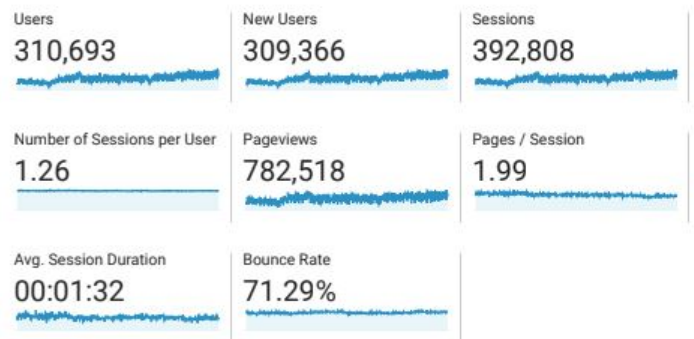 Users
310,693
New Users
309,366
Sessions
392,808
Number of Sessions per User
1.26
Pageviews
782,518
Pages / Session
1.99
Avg. Session Duration
00:01:32
Bounce Rate
71.29%